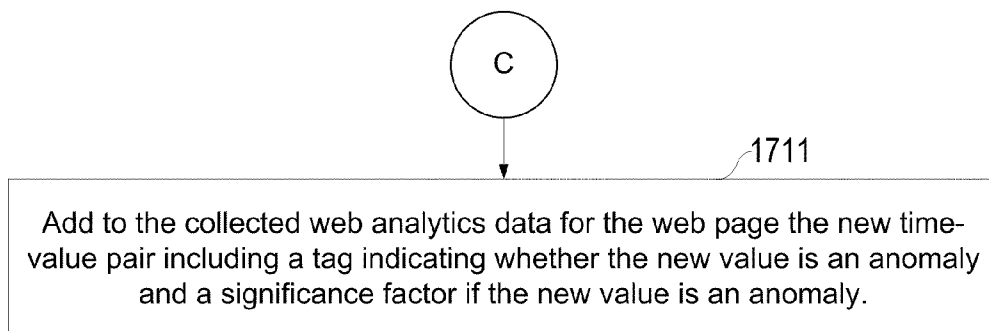 C
1711
Add to the collected web analytics data for the web page the new time-
value pair including a tag indicating whether the new value is an anomaly
and a significance factor if the new value is an anomaly.